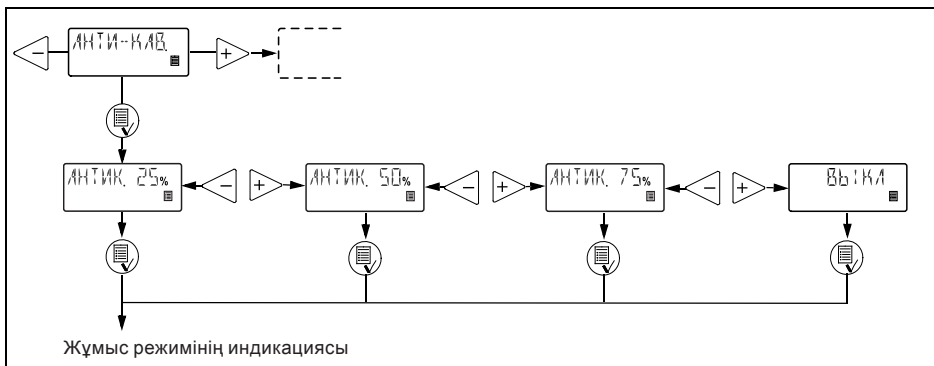 АНТИ-КАВ.
− +
АНТИК. 25%
− +
АНТИК. 50%
− +
АНТИК. 75%
− +
ВЫКЛ
Жұмыс режимінің индикациясы